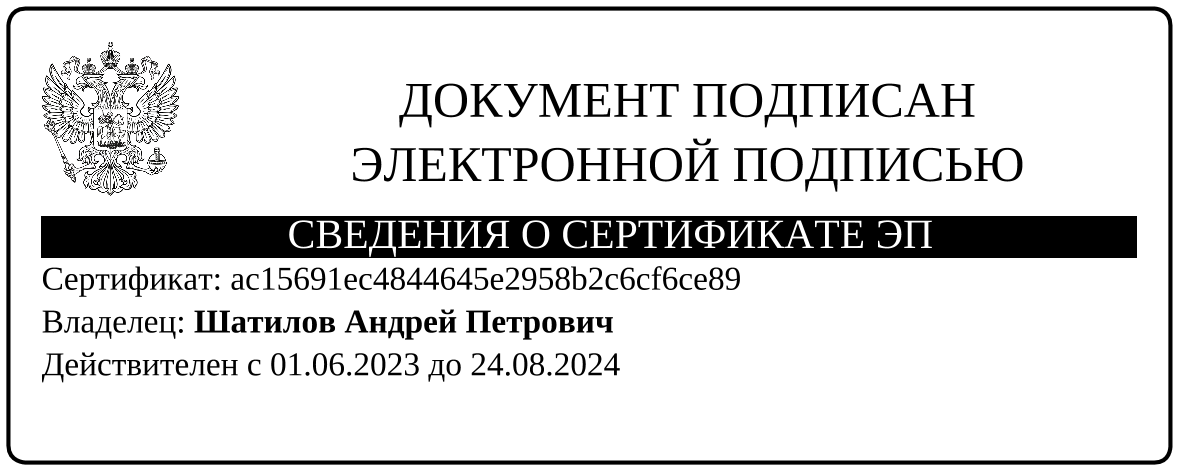 ДОКУМЕНТ ПОДПИСАН
ЭЛЕКТРОННОЙ ПОДПИСЬЮ
СВЕДЕНИЯ О СЕРТИФИКАТЕ ЭП
Сертификат: ac15691ec4844645e2958b2c6cf6ce89
Владелец: Шатилов Андрей Петрович
Действителен с 01.06.2023 до 24.08.2024